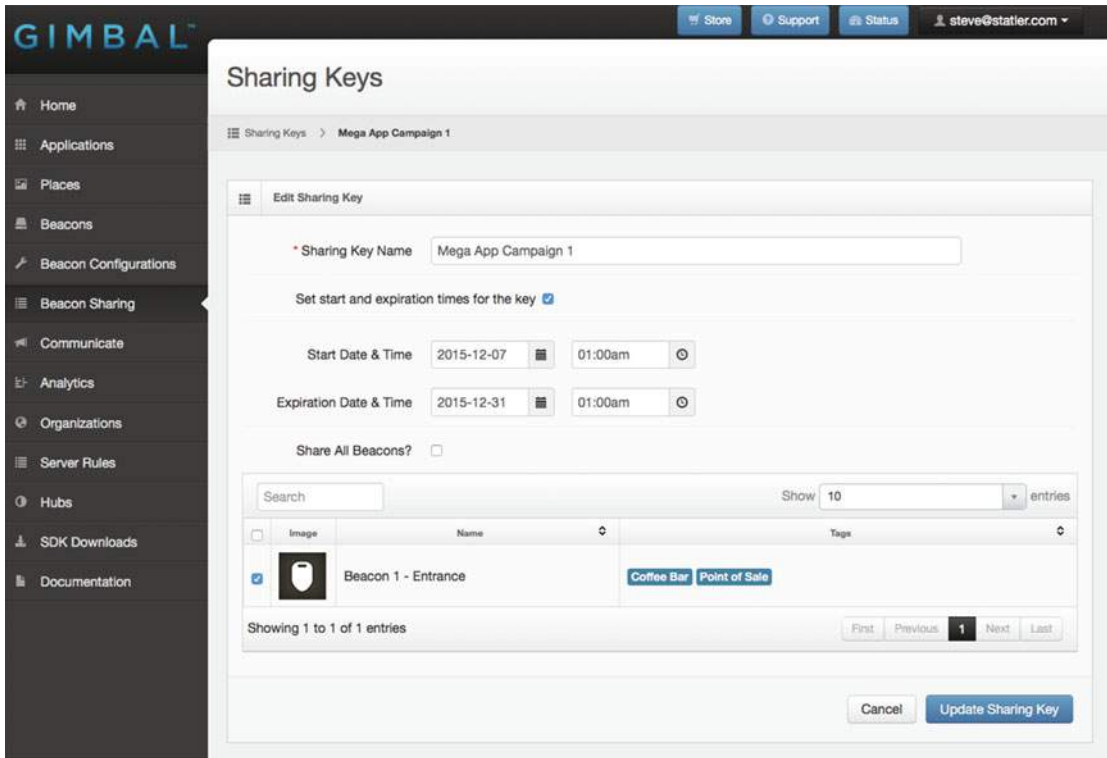 GIMBAL™
Store
Support
Status
steve@statler.com
Home
Applications
Places
Beacons
Beacon Configurations
Beacon Sharing
Communicate
Analytics
Organizations
Server Rules
Hubs
SDK Downloads
Documentation
Sharing Keys
Sharing Keys > Mega App Campaign 1
Edit Sharing Key
* Sharing Key Name Mega App Campaign 1
Set start and expiration times for the key
Start Date & Time 2015-12-07 01:00am
Expiration Date & Time 2015-12-31 01:00am
Share All Beacons?
Search Show 10 entries
Image Name Tags
Beacon 1 - Entrance Coffee Bar Point of Sale
Showing 1 to 1 of 1 entries First Previous 1 Next Last
Cancel Update Sharing Key